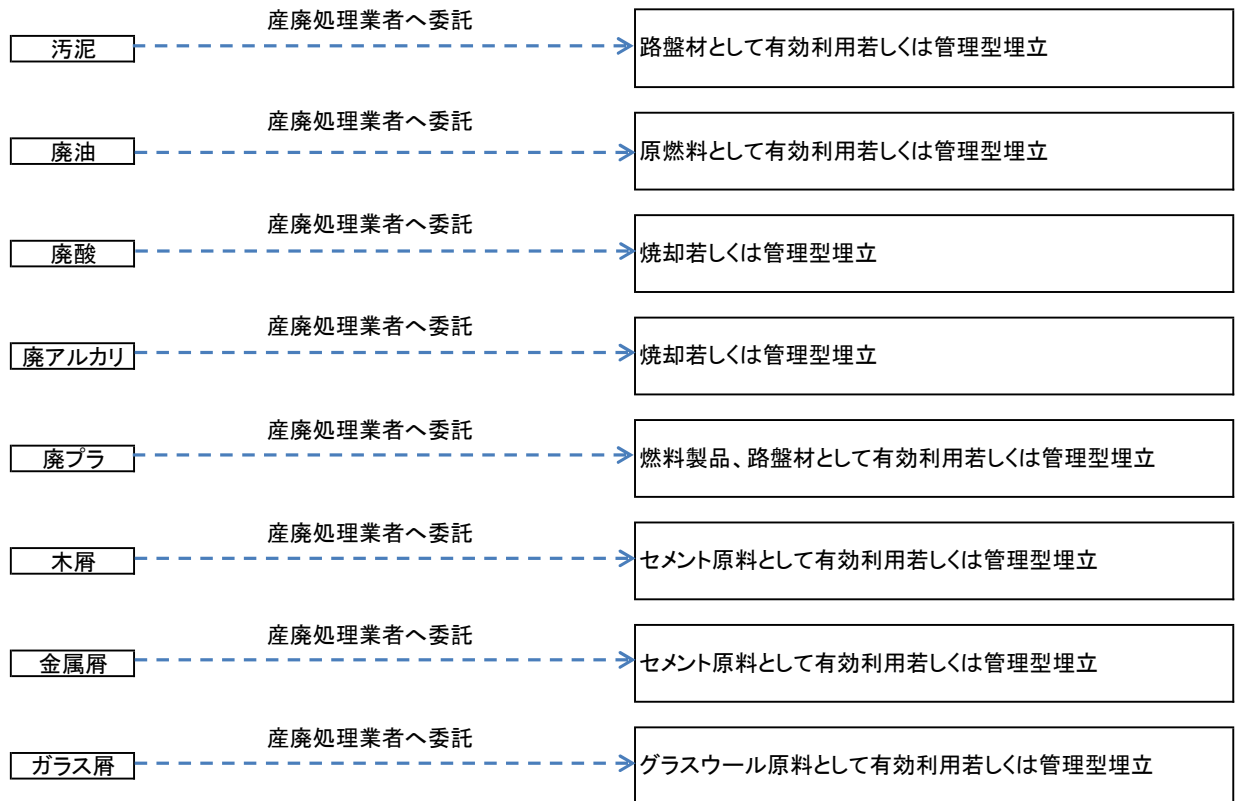 産廃処理業者へ委託
汚泥
路盤材として有効利用若しくは管理型埋立
産廃処理業者へ委託
廃油
原燃料として有効利用若しくは管理型埋立
産廃処理業者へ委託
廃酸
焼却若しくは管理型埋立
産廃処理業者へ委託
廃アルカリ
焼却若しくは管理型埋立
産廃処理業者へ委託
廃プラ
燃料製品、路盤材として有効利用若しくは管理型埋立
産廃処理業者へ委託
木屑
セメント原料として有効利用若しくは管理型埋立
産廃処理業者へ委託
金属屑
セメント原料として有効利用若しくは管理型埋立
産廃処理業者へ委託
ガラス屑
グラスウール原料として有効利用若しくは管理型埋立